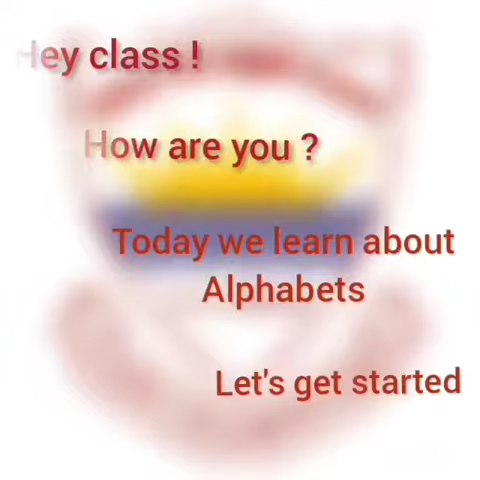 Hey class !
How are you ?
Today we learn about
Alphabets
Let's get started